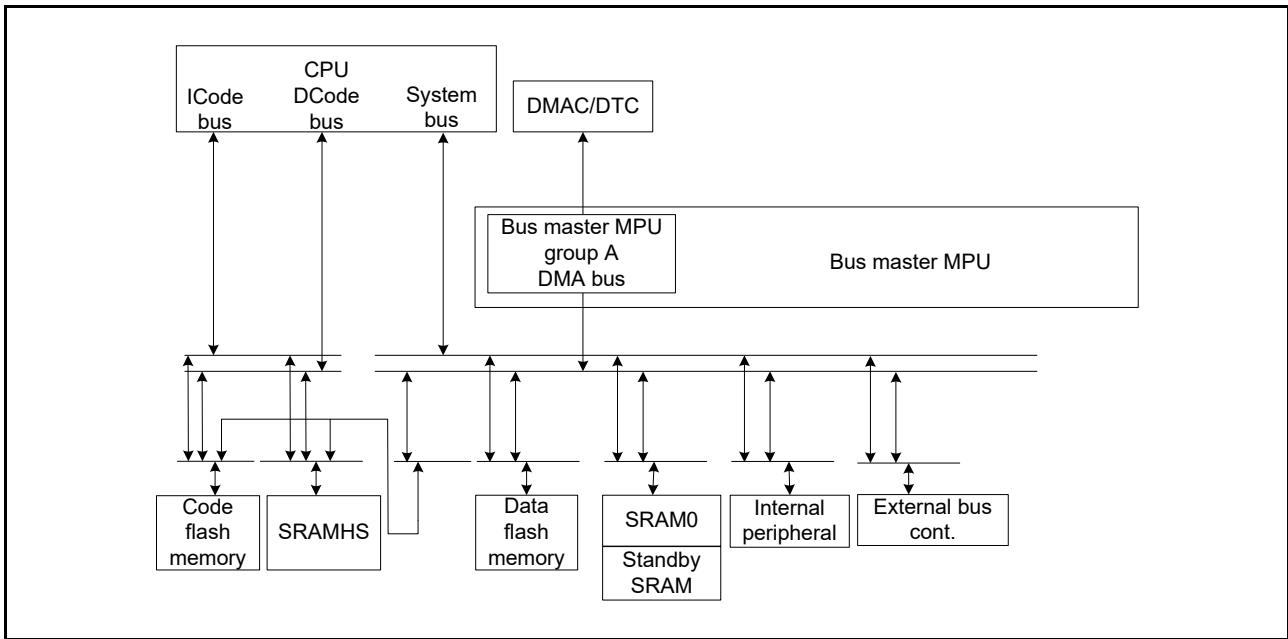 CPU
ICode
bus
DCode
bus
System
bus
DMAC/DTC
Bus master MPU
group A
DMA bus
Bus master MPU
Code
flash
memory
SRAMHS
Data
flash
memory
SRAM0
Standby
SRAM
Internal
peripheral
External bus
cont.